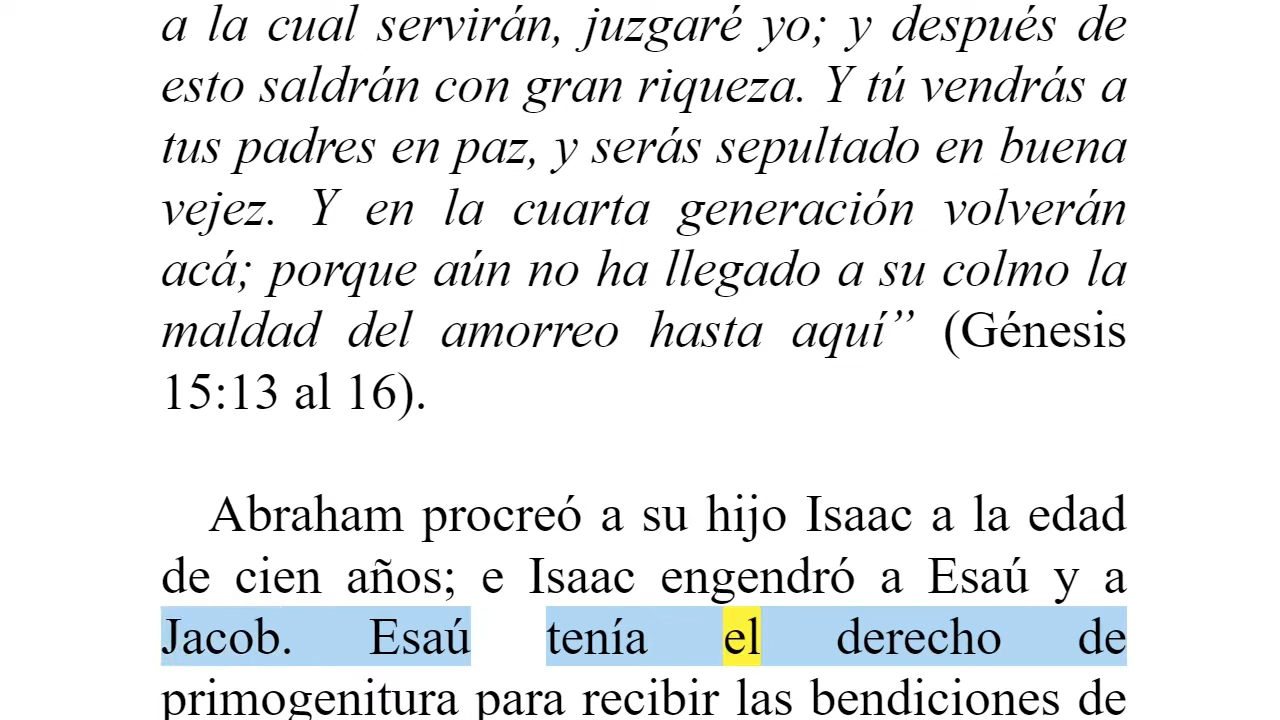 a la cual servirán, juzgaré yo; y después de
esto saldrán con gran riqueza. Y tú vendrás a
tus padres en paz, y serás sepultado en buena
vejez. Y en la cuarta generación volverán
acá; porque aún no ha llegado a su colmo la
maldad del amorreo hasta aquí” (Génesis
15:13 al 16).
Abraham procreó a su hijo Isaac a la edad
de cien años; e Isaac engendró a Esaú y a
Jacob. Esaú tenía el derecho de
primogenitura para recibir las bendiciones de